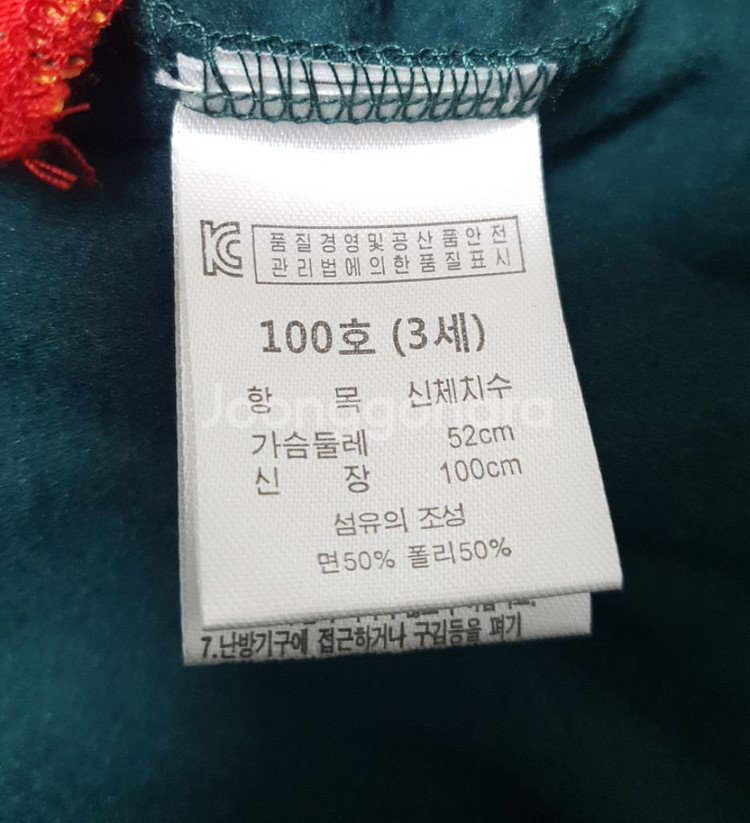 KC 품질경영및공산품안전
관리법에의한품질표시
100호 (3세)
항 목 신체치수
Joonggonara
가슴둘레 52cm
신 장 100cm
섬유의 조성
면50% 폴리50%
7.난방기구에 접근하거나 구김등을 펴기